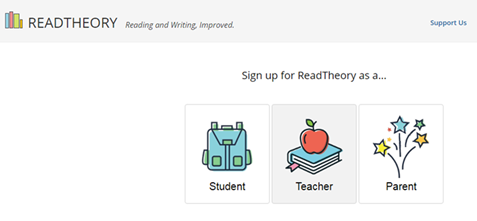 READTHEORY Reading and Writing, Improved. Support Us
Sign up for ReadTheory as a...
Student Teacher Parent